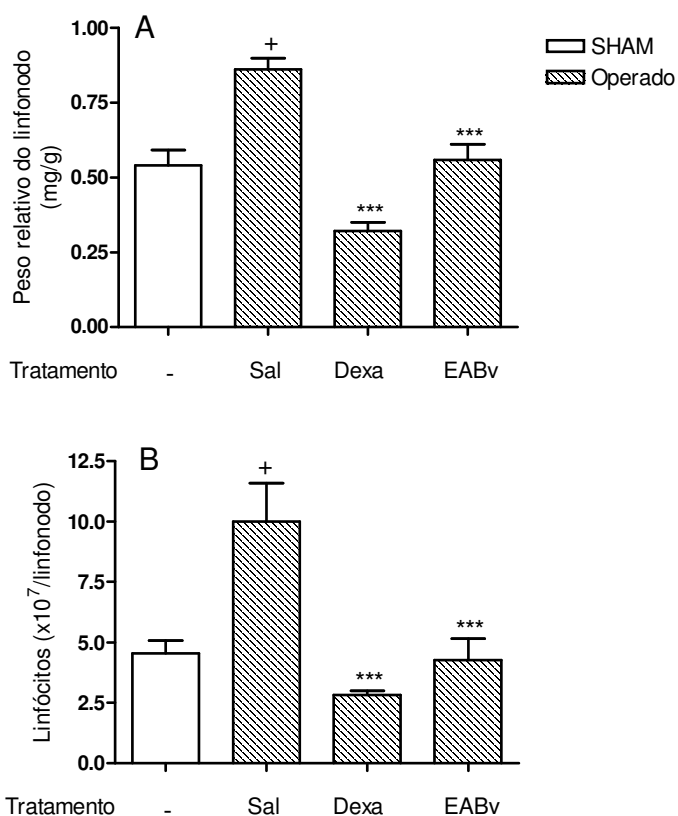 A
SHAM
Operado
Peso relativo do linfonodo
(mg/g)
1.00
0.75
0.50
0.25
0.00
+
***
***
Tratamento - Sal Dexa EABv
B
Linfócitos (x10⁷/linfonodo)
12.5
10.0
7.5
5.0
2.5
0.0
+
***
***
Tratamento - Sal Dexa EABv